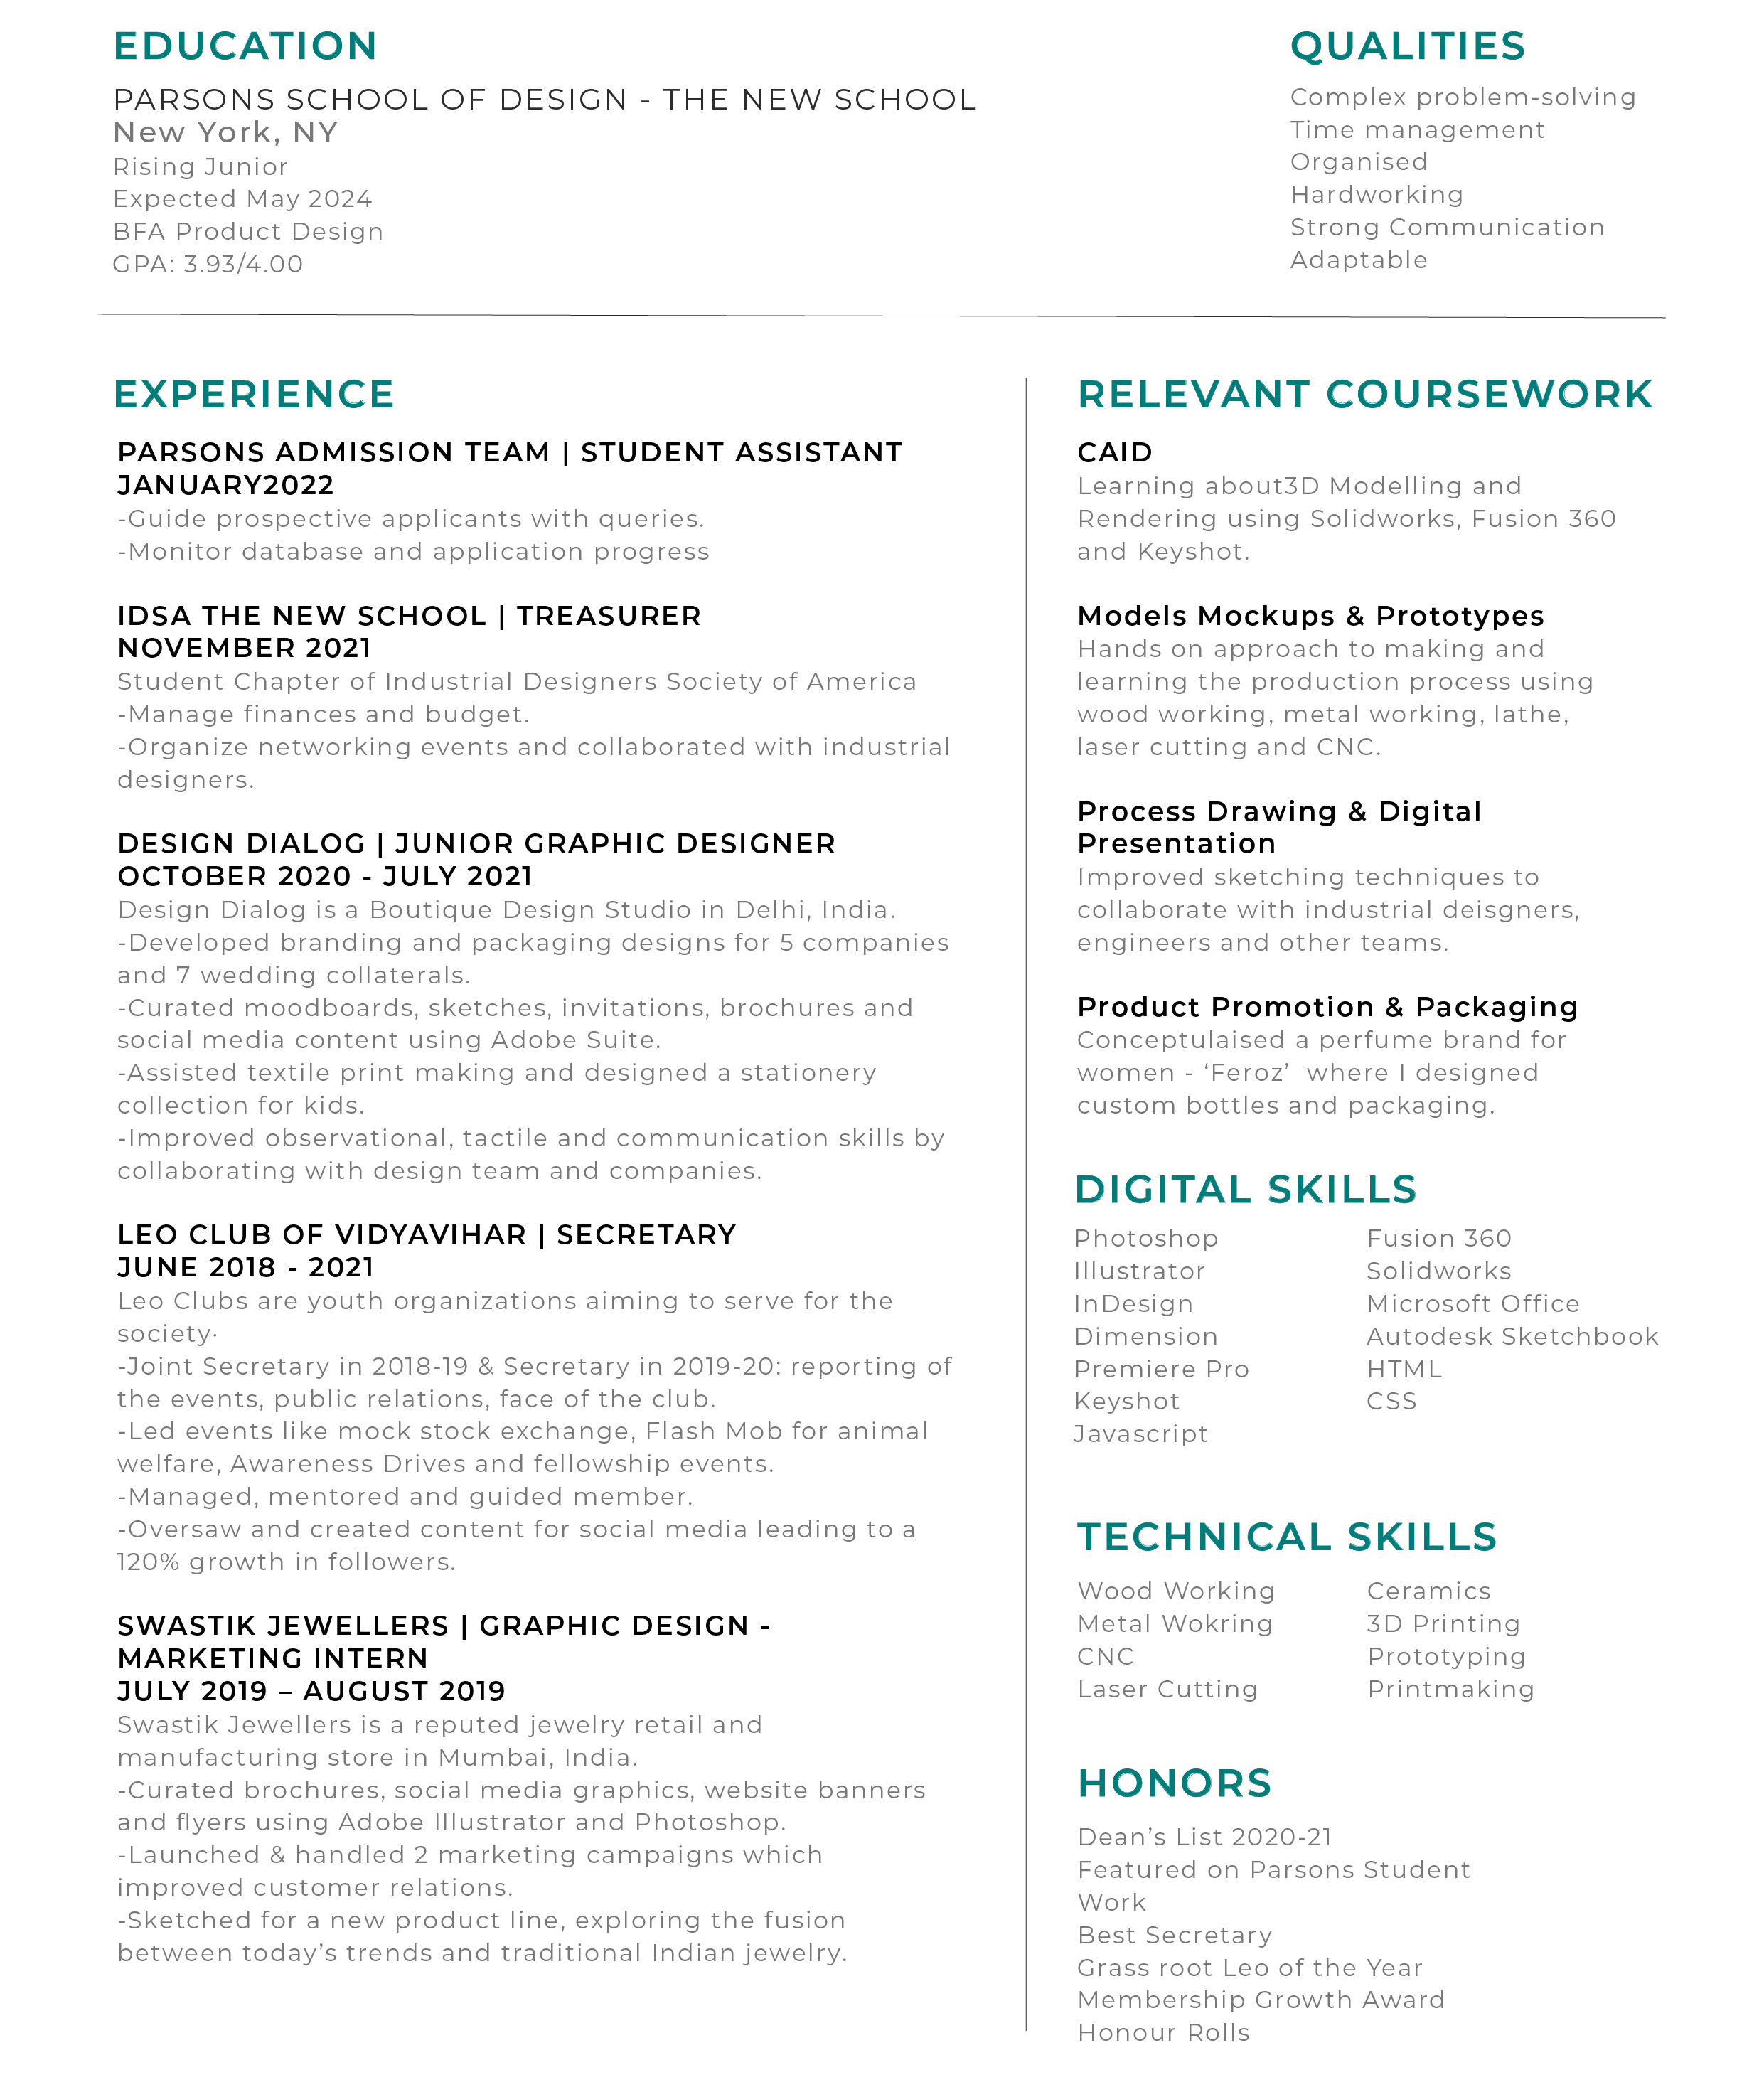 EDUCATION
PARSONS SCHOOL OF DESIGN - THE NEW SCHOOL
New York, NY
Rising Junior
Expected May 2024
BFA Product Design
GPA: 3.93/4.00
QUALITIES
Complex problem-solving
Time management
Organised
Hardworking
Strong Communication
Adaptable
EXPERIENCE
PARSONS ADMISSION TEAM | STUDENT ASSISTANT
JANUARY2022
-Guide prospective applicants with queries.
-Monitor database and application progress
IDSA THE NEW SCHOOL | TREASURER
NOVEMBER 2021
Student Chapter of Industrial Designers Society of America
-Manage finances and budget.
-Organize networking events and collaborated with industrial
designers.
DESIGN DIALOG | JUNIOR GRAPHIC DESIGNER
OCTOBER 2020 - JULY 2021
Design Dialog is a Boutique Design Studio in Delhi, India.
-Developed branding and packaging designs for 5 companies
and 7 wedding collaterals.
-Curated moodboards, sketches, invitations, brochures and
social media content using Adobe Suite.
-Assisted textile print making and designed a stationery
collection for kids.
-Improved observational, tactile and communication skills by
collaborating with design team and companies.
LEO CLUB OF VIDYAVIHAR | SECRETARY
JUNE 2018 - 2021
Leo Clubs are youth organizations aiming to serve for the
society·
-Joint Secretary in 2018-19 & Secretary in 2019-20: reporting of
the events, public relations, face of the club.
-Led events like mock stock exchange, Flash Mob for animal
welfare, Awareness Drives and fellowship events.
-Managed, mentored and guided member.
-Oversaw and created content for social media leading to a
120% growth in followers.
SWASTIK JEWELLERS | GRAPHIC DESIGN -
MARKETING INTERN
JULY 2019 – AUGUST 2019
Swastik Jewellers is a reputed jewelry retail and
manufacturing store in Mumbai, India.
-Curated brochures, social media graphics, website banners
and flyers using Adobe Illustrator and Photoshop.
-Launched & handled 2 marketing campaigns which
improved customer relations.
-Sketched for a new product line, exploring the fusion
between today’s trends and traditional Indian jewelry.
RELEVANT COURSEWORK
CAID
Learning about3D Modelling and
Rendering using Solidworks, Fusion 360
and Keyshot.
Models Mockups & Prototypes
Hands on approach to making and
learning the production process using
wood working, metal working, lathe,
laser cutting and CNC.
Process Drawing & Digital
Presentation
Improved sketching techniques to
collaborate with industrial deisgners,
engineers and other teams.
Product Promotion & Packaging
Conceptulaised a perfume brand for
women - ‘Feroz’  where I designed
custom bottles and packaging.
DIGITAL SKILLS
Photoshop
Illustrator
InDesign
Dimension
Premiere Pro
Keyshot
Javascript
Fusion 360
Solidworks
Microsoft Office
Autodesk Sketchbook
HTML
CSS
TECHNICAL SKILLS
Wood Working
Metal Wokring
CNC
Laser Cutting
Ceramics
3D Printing
Prototyping
Printmaking
HONORS
Dean’s List 2020-21
Featured on Parsons Student
Work
Best Secretary
Grass root Leo of the Year
Membership Growth Award
Honour Rolls